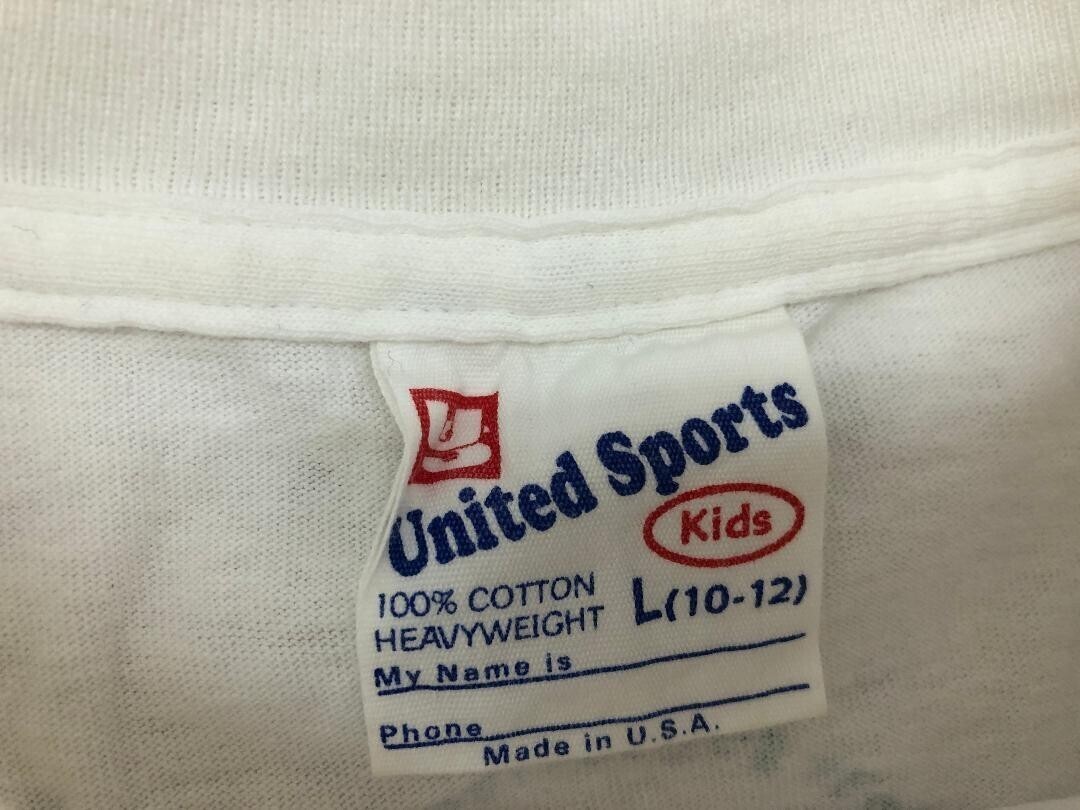 United Sports
Kids
100% COTTON
HEAVYWEIGHT
L(10-12)
My Name is
Phone
Made in U.S.A.